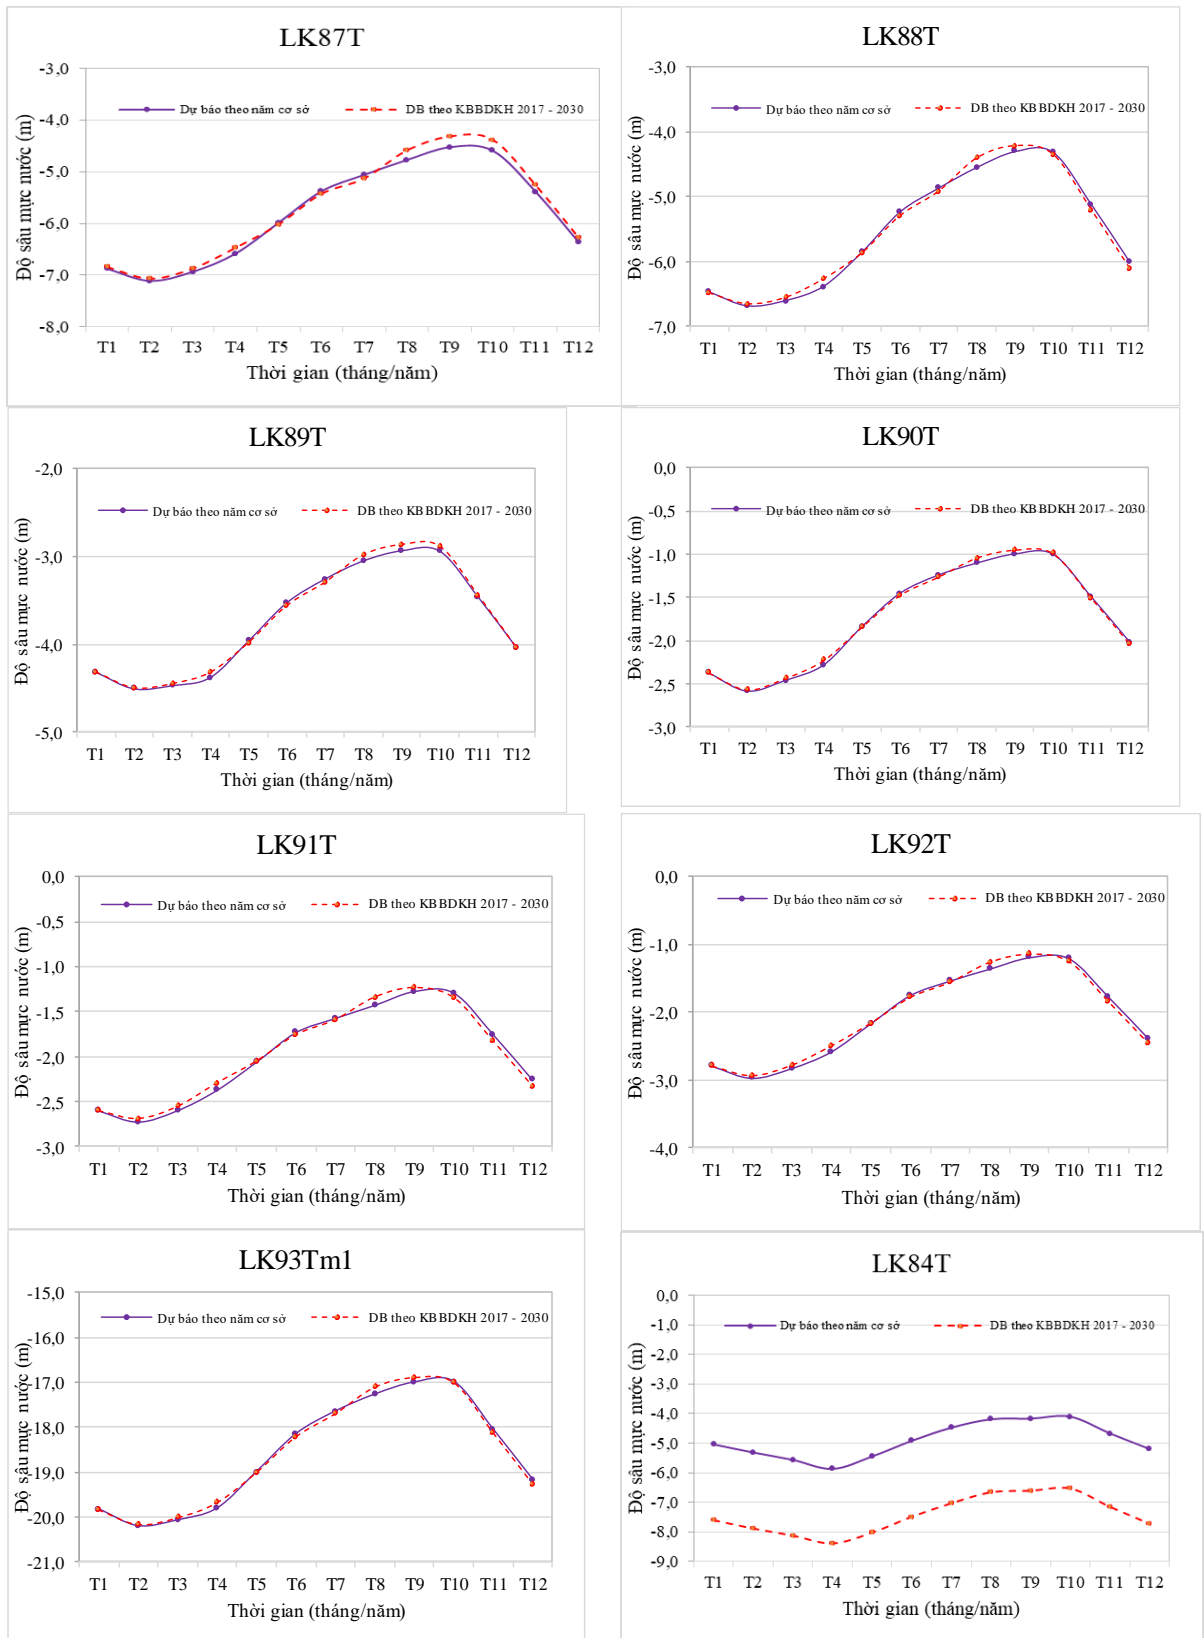 LK87T
-3,0
-4,0
-5,0
-6,0
-7,0
-8,0
Độ sâu mực nước (m)
Dự báo theo năm cơ sở
DB theo KBBDKH 2017 - 2030
T1 T2 T3 T4 T5 T6 T7 T8 T9 T10 T11 T12
Thời gian (tháng/năm)
LK88T
-3,0
-4,0
-5,0
-6,0
-7,0
Độ sâu mực nước (m)
Dự báo theo năm cơ sở
DB theo KBBDKH 2017 - 2030
T1 T2 T3 T4 T5 T6 T7 T8 T9 T10 T11 T12
Thời gian (tháng/năm)
LK89T
-2,0
-3,0
-4,0
-5,0
Độ sâu mực nước (m)
Dự báo theo năm cơ sở
DB theo KBBDKH 2017 - 2030
T1 T2 T3 T4 T5 T6 T7 T8 T9 T10 T11 T12
Thời gian (tháng/năm)
LK90T
0,0
-0,5
-1,0
-1,5
-2,0
-2,5
-3,0
Độ sâu mực nước (m)
Dự báo theo năm cơ sở
DB theo KBBDKH 2017 - 2030
T1 T2 T3 T4 T5 T6 T7 T8 T9 T10 T11 T12
Thời gian (tháng/năm)
LK91T
0,0
-0,5
-1,0
-1,5
-2,0
-2,5
-3,0
Độ sâu mực nước (m)
Dự báo theo năm cơ sở
DB theo KBBDKH 2017 - 2030
T1 T2 T3 T4 T5 T6 T7 T8 T9 T10 T11 T12
Thời gian (tháng/năm)
LK92T
0,0
-1,0
-2,0
-3,0
-4,0
Độ sâu mực nước (m)
Dự báo theo năm cơ sở
DB theo KBBDKH 2017 - 2030
T1 T2 T3 T4 T5 T6 T7 T8 T9 T10 T11 T12
Thời gian (tháng/năm)
LK93Tm1
-15,0
-16,0
-17,0
-18,0
-19,0
-20,0
-21,0
Độ sâu mực nước (m)
Dự báo theo năm cơ sở
DB theo KBBDKH 2017 - 2030
T1 T2 T3 T4 T5 T6 T7 T8 T9 T10 T11 T12
Thời gian (tháng/năm)
LK84T
0,0
-1,0
-2,0
-3,0
-4,0
-5,0
-6,0
-7,0
-8,0
-9,0
Độ sâu mực nước (m)
Dự báo theo năm cơ sở
DB theo KBBDKH 2017 - 2030
T1 T2 T3 T4 T5 T6 T7 T8 T9 T10 T11 T12
Thời gian (tháng/năm)